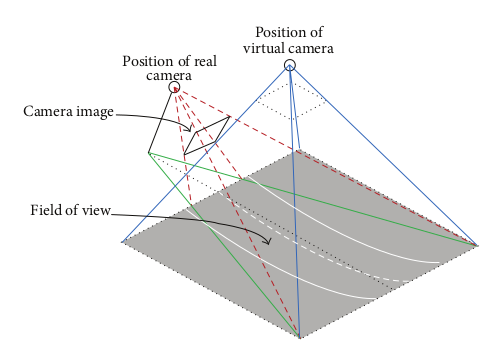 Position of
virtual camera
Position of real
camera
Camera image
Field of view